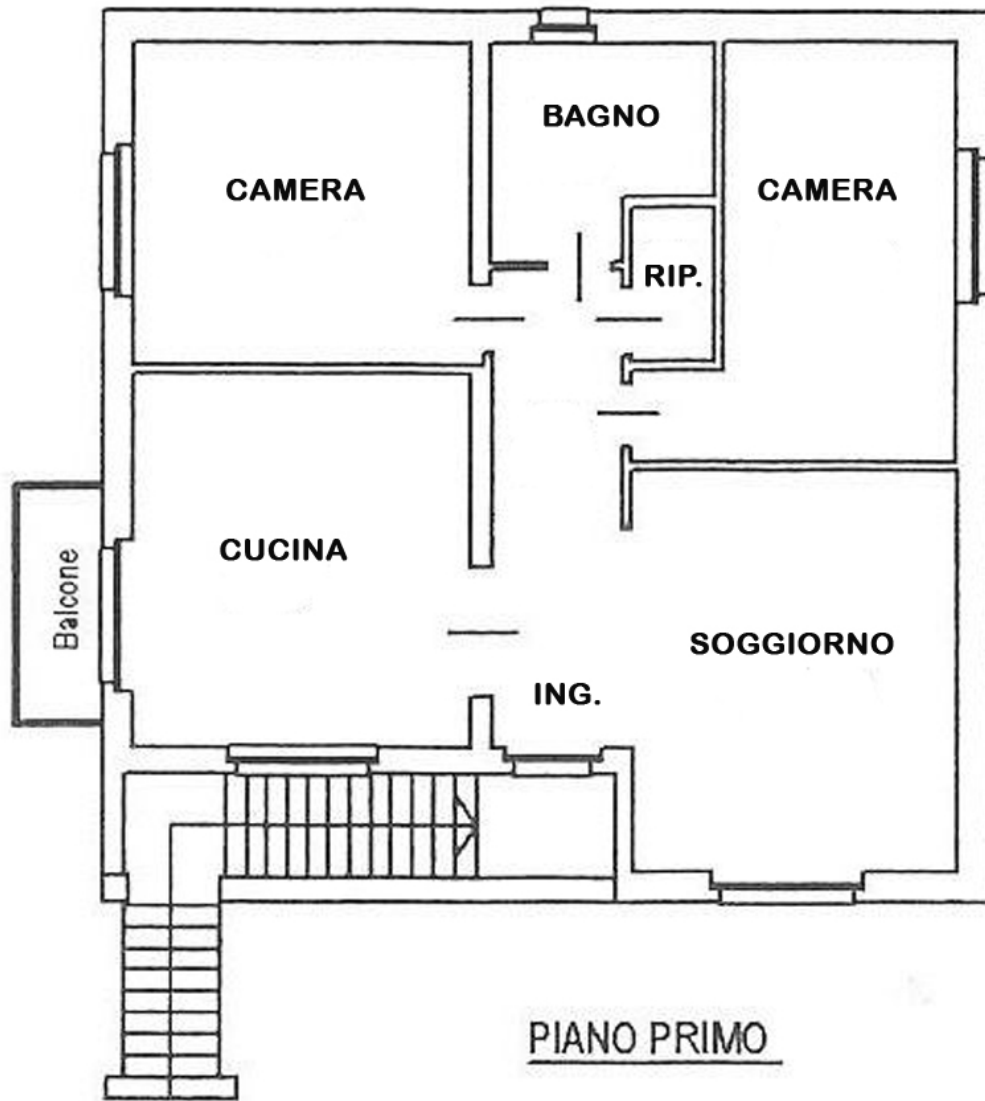 BAGNO
CAMERA
CAMERA
RIP.
CUCINA
Balcone
SOGGIORNO
ING.
PIANO PRIMO